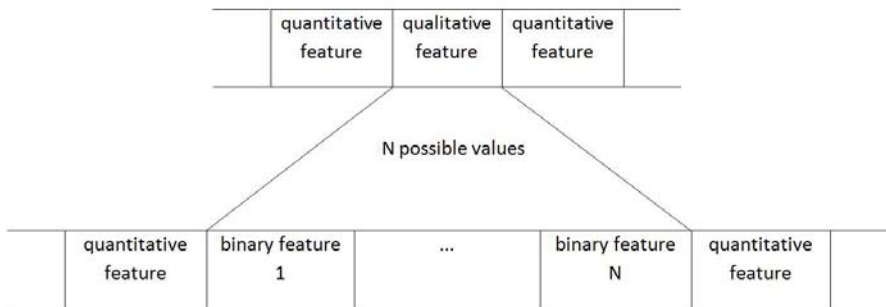 quantitative qualitative quantitative
feature feature feature
N possible values
quantitative binary feature ... binary feature quantitative
feature 1 N feature